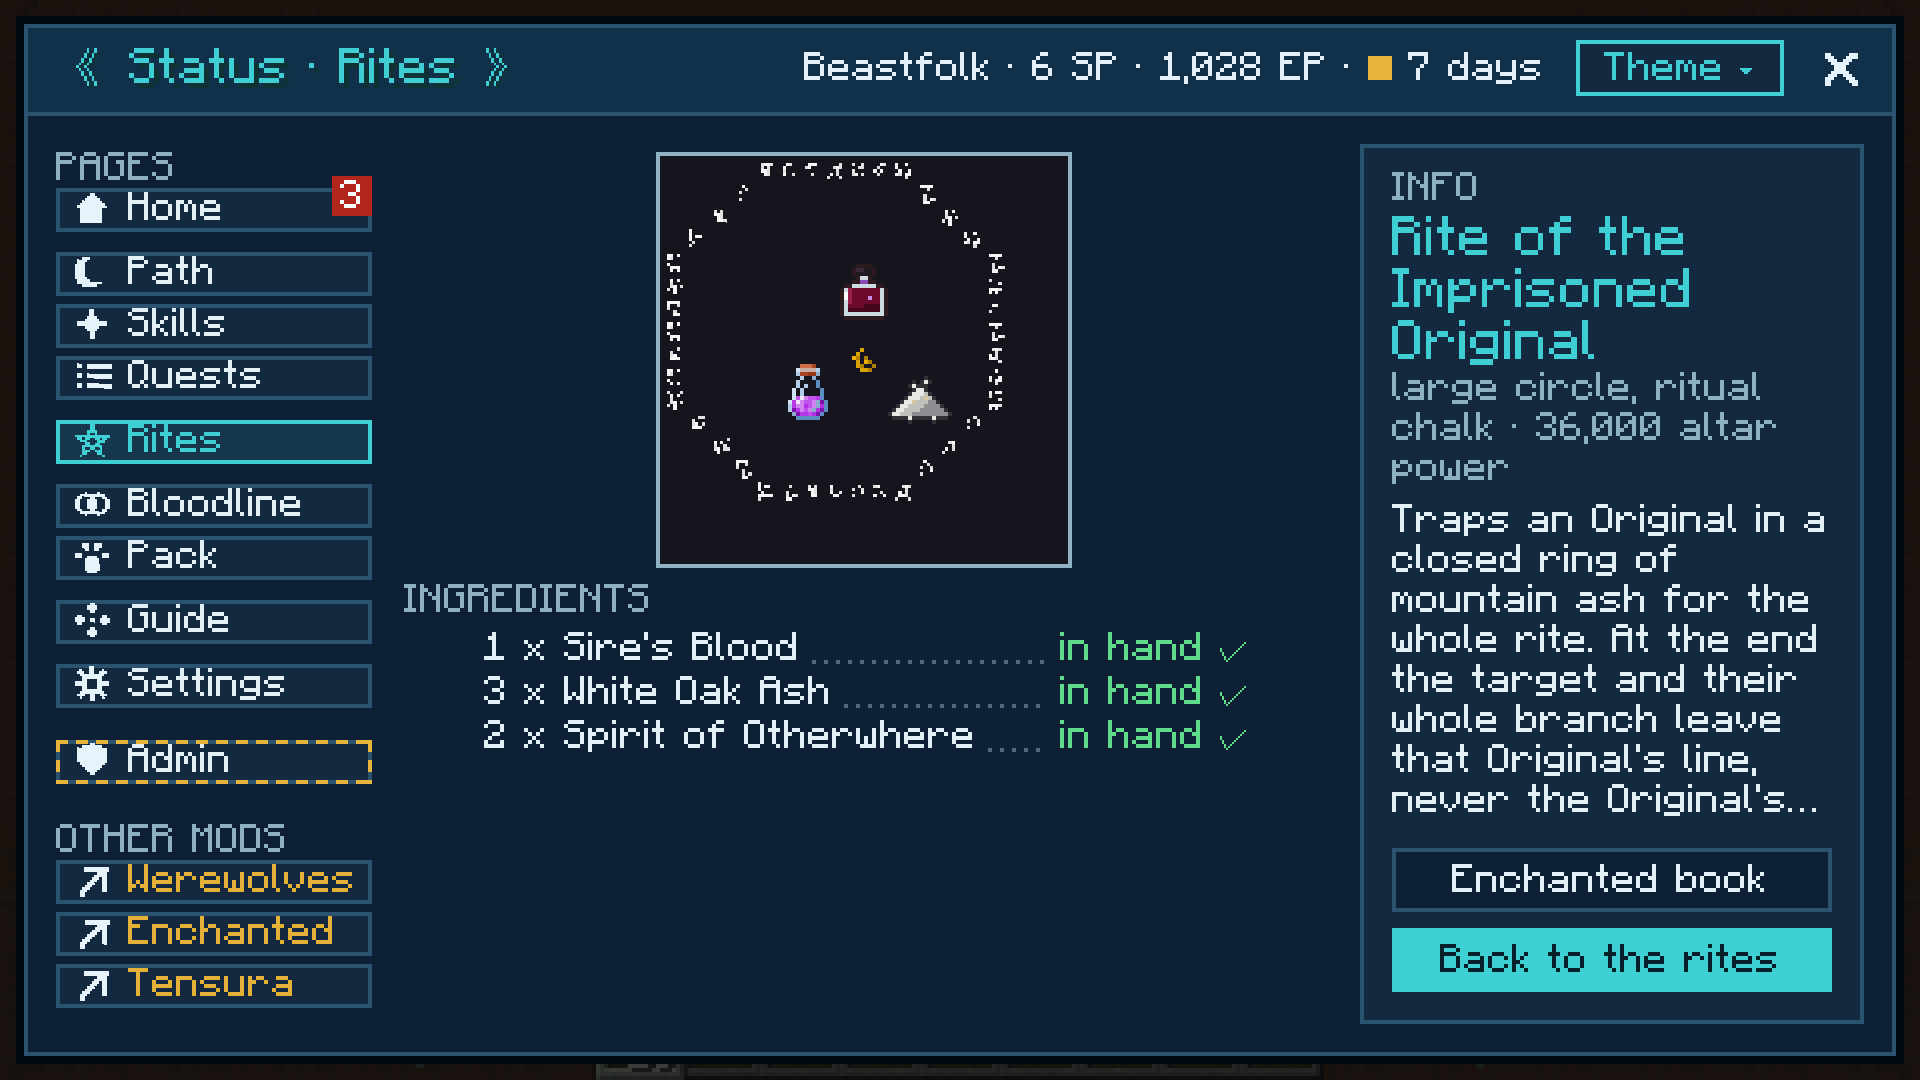 《 Status · Rites 》
Beastfolk · 6 SP · 1,028 EP · 7 days
Theme
PAGES
Home
3
Path
Skills
Quests
Rites
Bloodline
Pack
Guide
Settings
Admin
OTHER MODS
Werewolves
Enchanted
Tensura
INGREDIENTS
1 x Sire's Blood in hand ✓
3 x White Oak Ash in hand ✓
2 x Spirit of Otherwhere in hand ✓
INFO
Rite of the
Imprisoned
Original
large circle, ritual
chalk · 36,000 altar
power
Traps an Original in a
closed ring of
mountain ash for the
whole rite. At the end
the target and their
whole branch leave
that Original's line,
never the Original's...
Enchanted book
Back to the rites